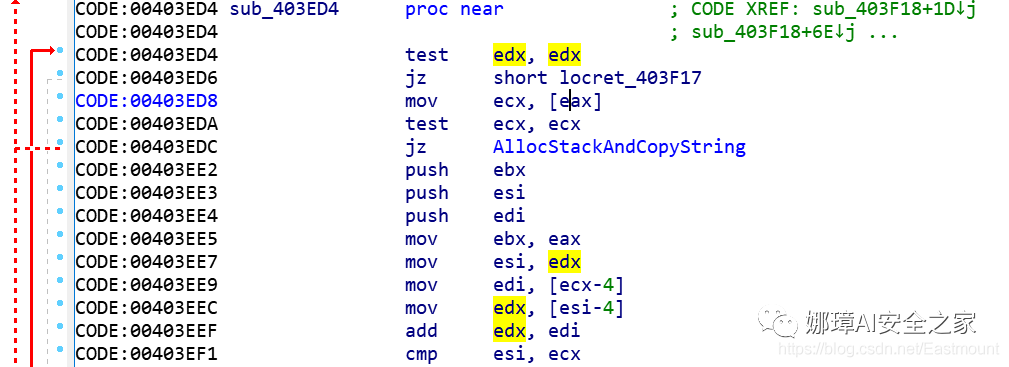 CODE:00403ED4 sub_403ED4 proc near ; CODE XREF: sub_403F18+1D↓j
CODE:00403ED4 ; sub_403F18+6E↓j ...
CODE:00403ED4 test edx, edx
CODE:00403ED6 jz short locret_403F17
CODE:00403ED8 mov ecx, [eax]
CODE:00403EDA test ecx, ecx
CODE:00403EDC jz AllocStackAndCopyString
CODE:00403EE2 push ebx
CODE:00403EE3 push esi
CODE:00403EE4 push edi
CODE:00403EE5 mov ebx, eax
CODE:00403EE7 mov esi, edx
CODE:00403EE9 mov edi, [ecx-4]
CODE:00403EEC mov edx, [esi-4]
CODE:00403EEF add edx, edi
CODE:00403EF1 cmp esi, ecx
娜璋AI安全之家
https://blog.csdn.net/Eastmount